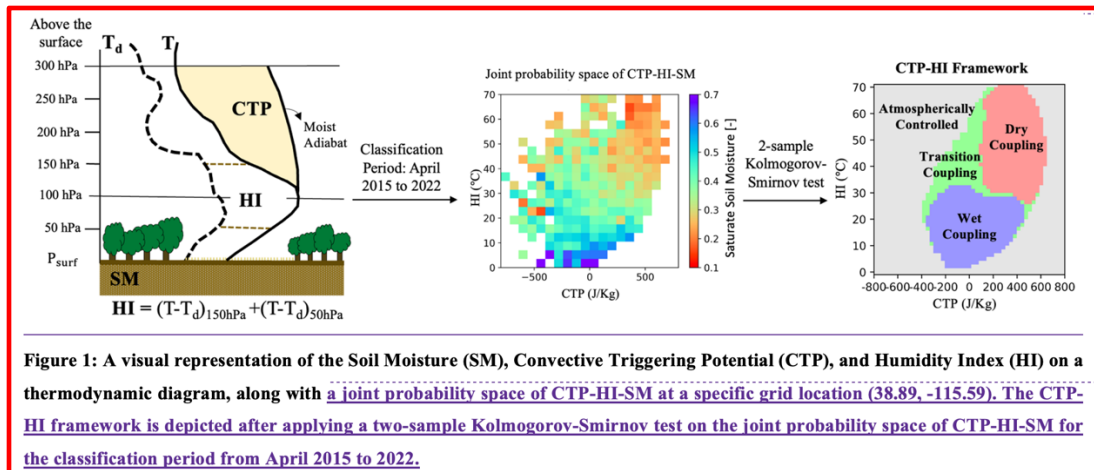 Above the
surface
T_d
T
300 hPa
250 hPa
200 hPa
150 hPa
100 hPa
50 hPa
P_surf
CTP
Moist
Adiabat
HI
SM
HI = (T-T_d)_150hPa +(T-T_d)_50hPa
Classification
Period: April
2015 to 2022
Joint probability space of CTP-HI-SM
HI (°C)
70
60
50
40
30
20
10
0
−500
0
500
CTP (J/Kg)
0.7
0.6
0.5
0.4
0.3
0.2
0.1
Saturate Soil Moisture [-]
2-sample
Kolmogorov-
Smirnov test
CTP-HI Framework
HI (°C)
70
60
50
40
30
20
10
0
Atmospherically
Controlled
Dry
Coupling
Transition
Coupling
Wet
Coupling
-800-600-400-200 0 200 400 600 800
CTP (J/Kg)
Figure 1: A visual representation of the Soil Moisture (SM), Convective Triggering Potential (CTP), and Humidity Index (HI) on a
thermodynamic diagram, along with a joint probability space of CTP-HI-SM at a specific grid location (38.89, -115.59). The CTP-
HI framework is depicted after applying a two-sample Kolmogorov-Smirnov test on the joint probability space of CTP-HI-SM for
the classification period from April 2015 to 2022.